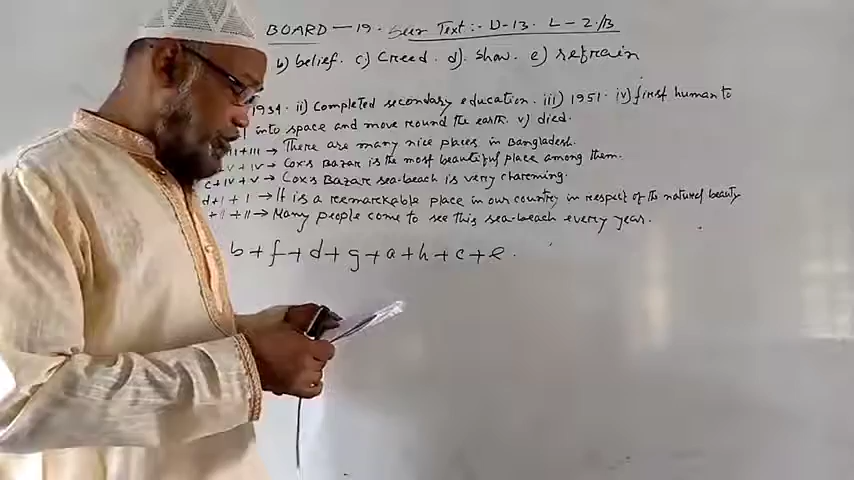 BOARD — 19. Seen Text :- U-13. L-2/B
b) belief. c) Creed. d) show. e) refrain
1934. ii) Completed secondary education. iii) 1951. iv) first human to
into space and move round the earth. v) died.
+III → There are many nice places in Bangladesh.
+IV → Cox's Bazar is the most beautiful place among them.
c+IV+V → Cox's Bazar sea-beach is very charming.
d+I+I → It is a remarkable place in our country in respect of the natural beauty
+I+II → Many people come to see this sea-beach every year.
b+f+d+g+a+h+c+e.